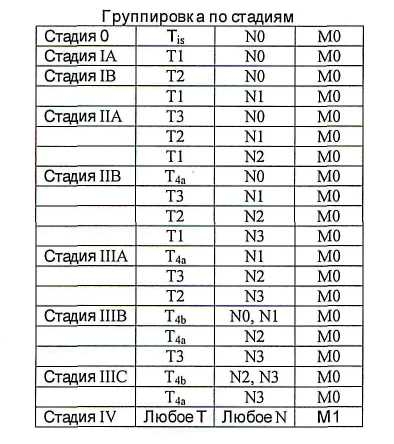 Группировка по стадиям
Стадия 0 Tis N0 M0
Стадия IA T1 N0 M0
Стадия IB T2 N0 M0
T1 N1 M0
Стадия IIA T3 N0 M0
T2 N1 M0
T1 N2 M0
Стадия IIB T4a N0 M0
T3 N1 M0
T2 N2 M0
T1 N3 M0
Стадия IIIA T4a N1 M0
T3 N2 M0
T2 N3 M0
Стадия IIIB T4b N0, N1 M0
T4a N2 M0
T3 N3 M0
Стадия IIIC T4b N2, N3 M0
T4a N3 M0
Стадия IV Любое T Любое N M1